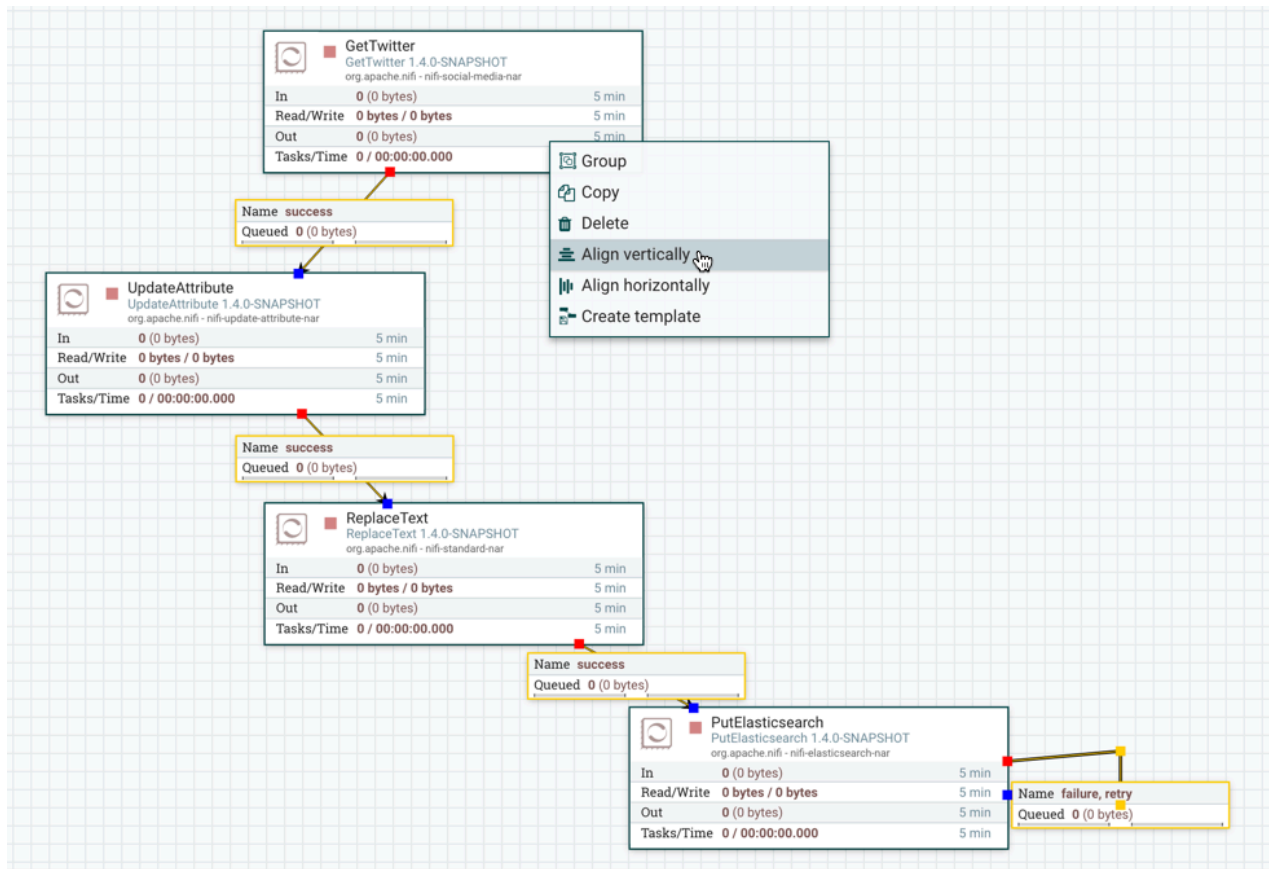 GetTwitter
GetTwitter 1.4.0-SNAPSHOT
org.apache.nifi - nifi-social-media-nar
In 0 (0 bytes) 5 min
Read/Write 0 bytes / 0 bytes 5 min
Out 0 (0 bytes) 5 min
Tasks/Time 0 / 00:00:00.000
Group
Copy
Delete
Align vertically
Align horizontally
Create template
Name success
Queued 0 (0 bytes)
UpdateAttribute
UpdateAttribute 1.4.0-SNAPSHOT
org.apache.nifi - nifi-update-attribute-nar
In 0 (0 bytes) 5 min
Read/Write 0 bytes / 0 bytes 5 min
Out 0 (0 bytes) 5 min
Tasks/Time 0 / 00:00:00.000 5 min
Name success
Queued 0 (0 bytes)
ReplaceText
ReplaceText 1.4.0-SNAPSHOT
org.apache.nifi - nifi-standard-nar
In 0 (0 bytes) 5 min
Read/Write 0 bytes / 0 bytes 5 min
Out 0 (0 bytes) 5 min
Tasks/Time 0 / 00:00:00.000 5 min
Name success
Queued 0 (0 bytes)
PutElasticsearch
PutElasticsearch 1.4.0-SNAPSHOT
org.apache.nifi - nifi-elasticsearch-nar
In 0 (0 bytes) 5 min
Read/Write 0 bytes / 0 bytes 5 min
Out 0 (0 bytes) 5 min
Tasks/Time 0 / 00:00:00.000 5 min
Name failure, retry
Queued 0 (0 bytes)